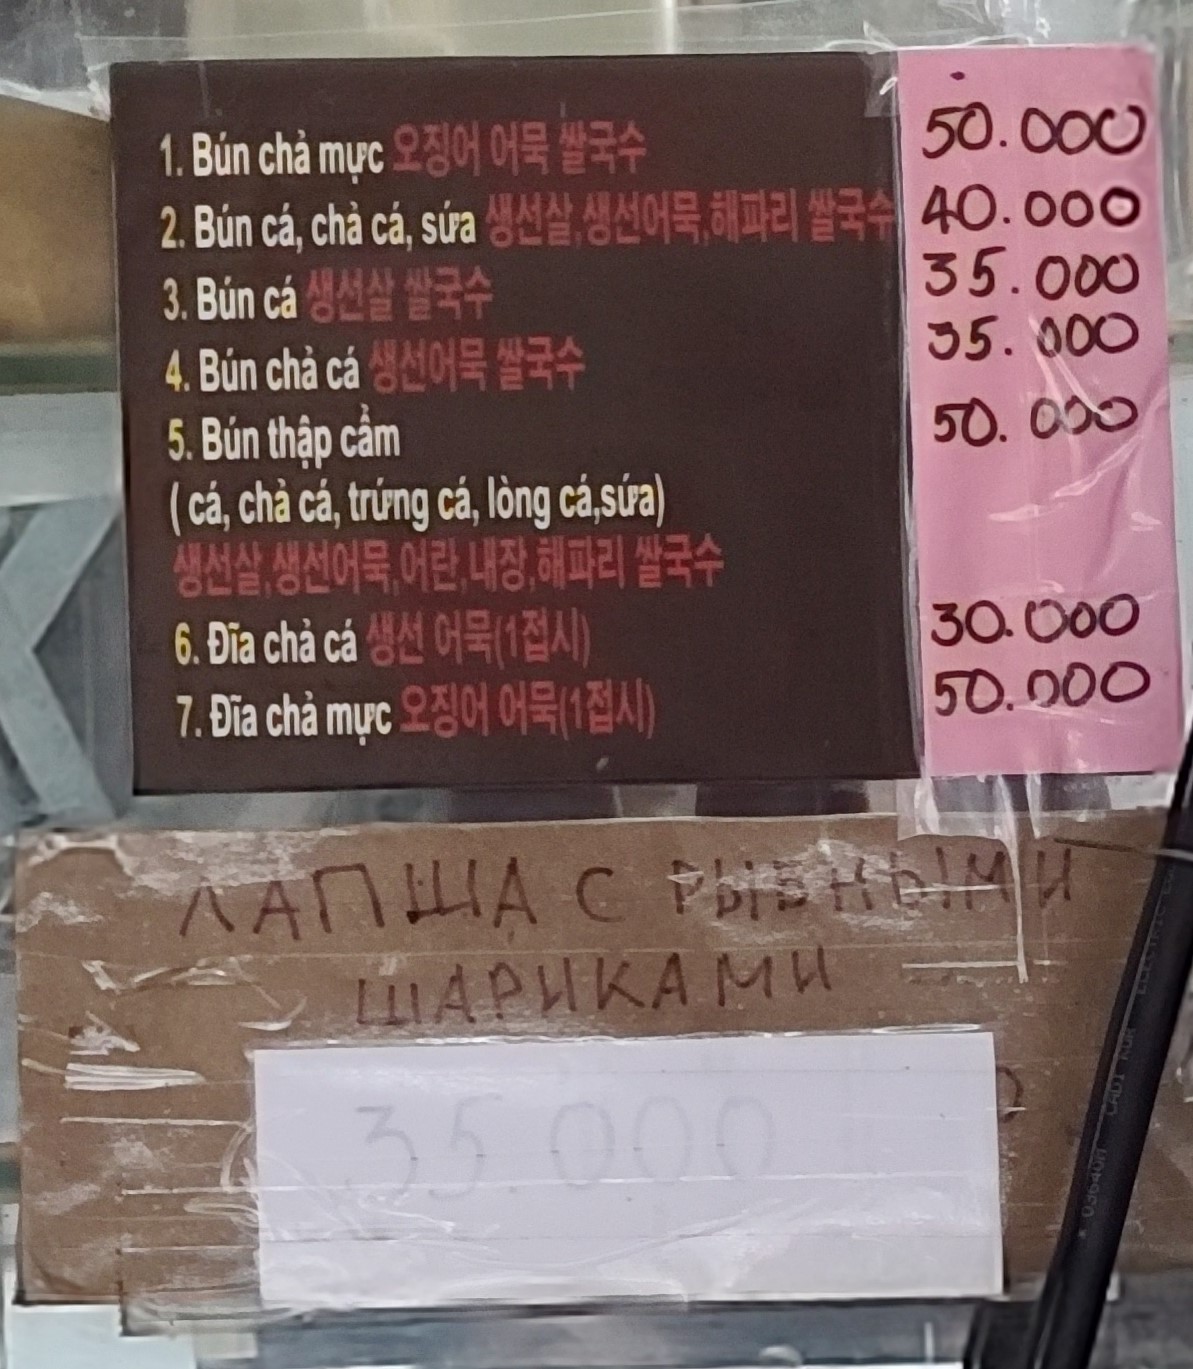 1. Bún chả mực 오징어 어묵 쌀국수 50.000
2. Bún cá, chả cá, sứa 생선살,생선어묵,해파리 쌀국수 40.000
3. Bún cá 생선살 쌀국수 35.000
4. Bún chả cá 생선어묵 쌀국수 35.000
5. Bún thập cẩm 50.000
( cá, chả cá, trứng cá, lòng cá,sứa)
생선살,생선어묵,어란,내장,해파리 쌀국수
6. Đĩa chả cá 생선 어묵(1접시) 30.000
7. Đĩa chả mực 오징어 어묵(1접시) 50.000
ЛАПША С РЫБНЫМИ
ШАРИКАМИ
35.000